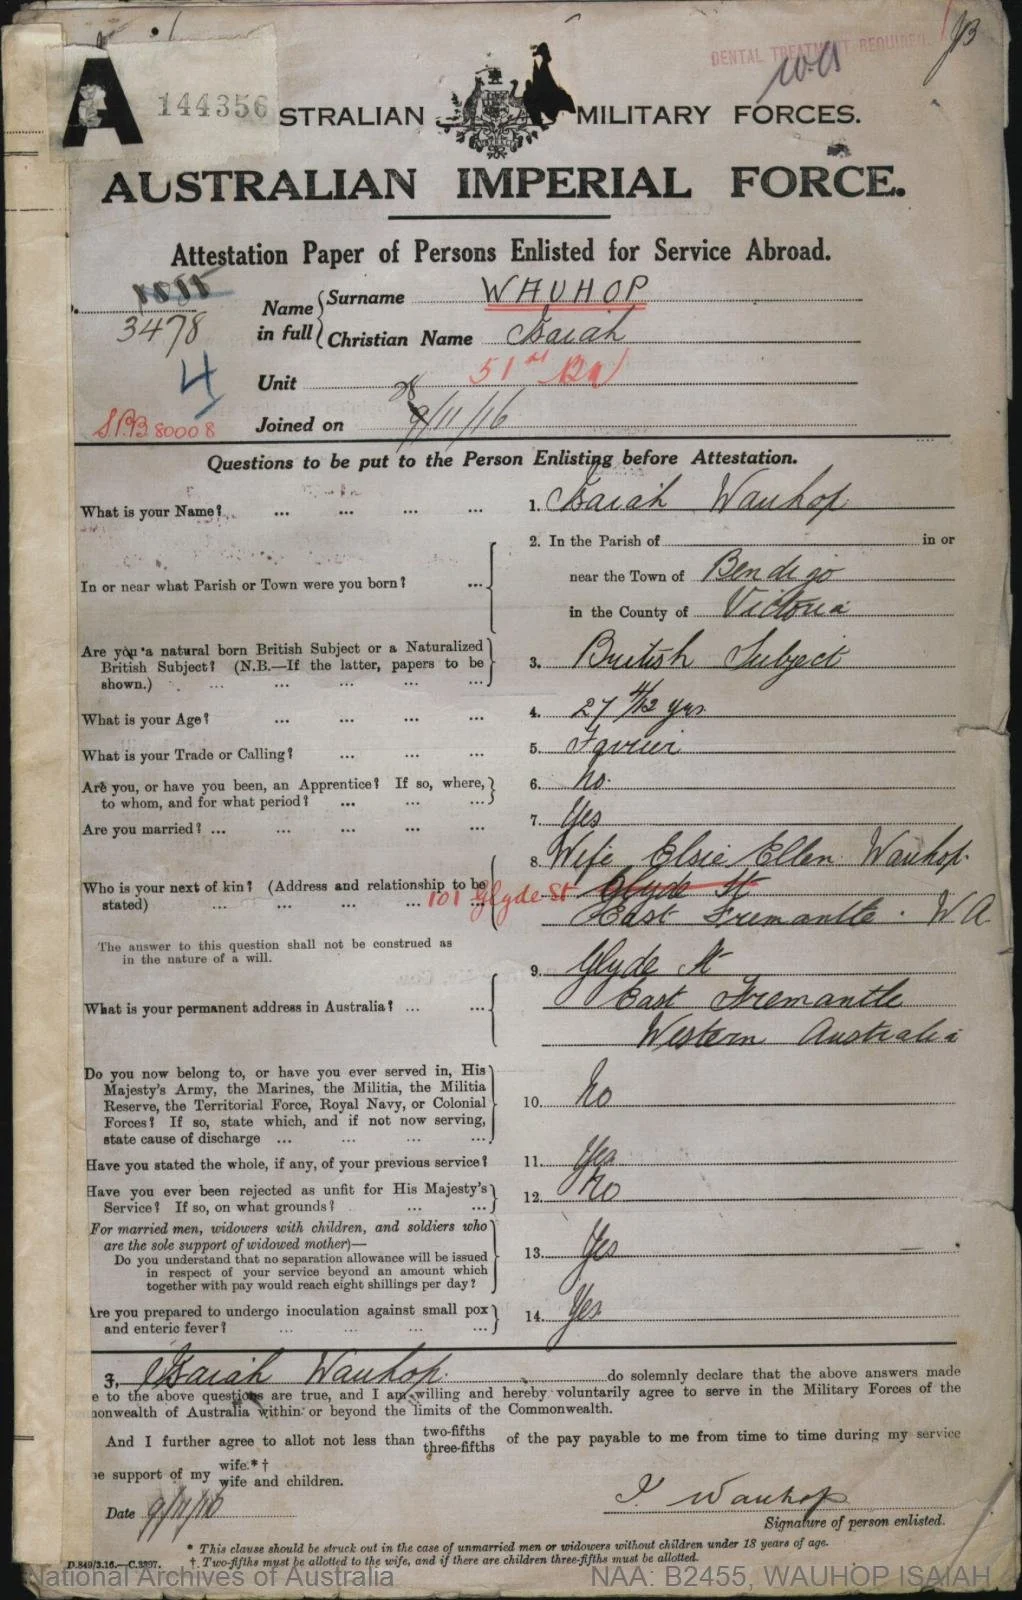 A 144356
DENTAL TREATMENT REQUIRED.
STRALIAN MILITARY FORCES.
AUSTRALIAN IMPERIAL FORCE.
Attestation Paper of Persons Enlisted for Service Abroad.
3478
Name in full
Surname WAUHOP
Christian Name Isaiah
4
Unit 51st Bn
Joined on 9/11/16
Questions to be put to the Person Enlisting before Attestation.
What is your Name? ... ... ... ... 1. Isaiah Wauhop
2. In the Parish of in or
In or near what Parish or Town were you born? ... near the Town of Bendigo
in the County of Victoria
Are you a natural born British Subject or a Naturalized
British Subject? (N.B.—If the latter, papers to be 3. British Subject
shown.) ... ... ... ...
What is your Age? ... ... ... ... 4. 27 4/12 yrs
What is your Trade or Calling? ... ... ... 5. Farrier
Are you, or have you been, an Apprentice? If so, where, 6. No.
to whom, and for what period? ... ... ...
Are you married? ... ... ... ... ... 7. Yes
8. Wife Elsie Ellen Wauhop.
Who is your next of kin? (Address and relationship to be 101 Glyde St Glyde St
stated) ... ... ... ... ... East Fremantle. W A
The answer to this question shall not be construed as
in the nature of a will.
9. Glyde St
What is your permanent address in Australia? ... ... East Fremantle
Western Australia
Do you now belong to, or have you ever served in, His
Majesty's Army, the Marines, the Militia, the Militia
Reserve, the Territorial Force, Royal Navy, or Colonial 10. No
Forces? If so, state which, and if not now serving,
state cause of discharge ... ... ... ...
Have you stated the whole, if any, of your previous service? 11. Yes
Have you ever been rejected as unfit for His Majesty's 12. No
Service? If so, on what grounds? ... ...
For married men, widowers with children, and soldiers who
are the sole support of widowed mother)—
Do you understand that no separation allowance will be issued 13. Yes
in respect of your service beyond an amount which
together with pay would reach eight shillings per day?
Are you prepared to undergo inoculation against small pox 14. Yes
and enteric fever? ... ... ... ...
I, Isaiah Wauhop. do solemnly declare that the above answers made
e to the above questions are true, and I am willing and hereby voluntarily agree to serve in the Military Forces of the
nonwealth of Australia within or beyond the limits of the Commonwealth.
And I further agree to allot not less than two-fifths three-fifths of the pay payable to me from time to time during my service
e support of my wife.*† wife and children.
Date 9/11/16
I. Wauhop
Signature of person enlisted.
* This clause should be struck out in the case of unmarried men or widowers without children under 18 years of age.
†. Two-fifths must be allotted to the wife, and if there are children three-fifths must be allotted.
D.849/3.16.—C.3397.
National Archives of Australia NAA: B2455, WAUHOP ISAIAH